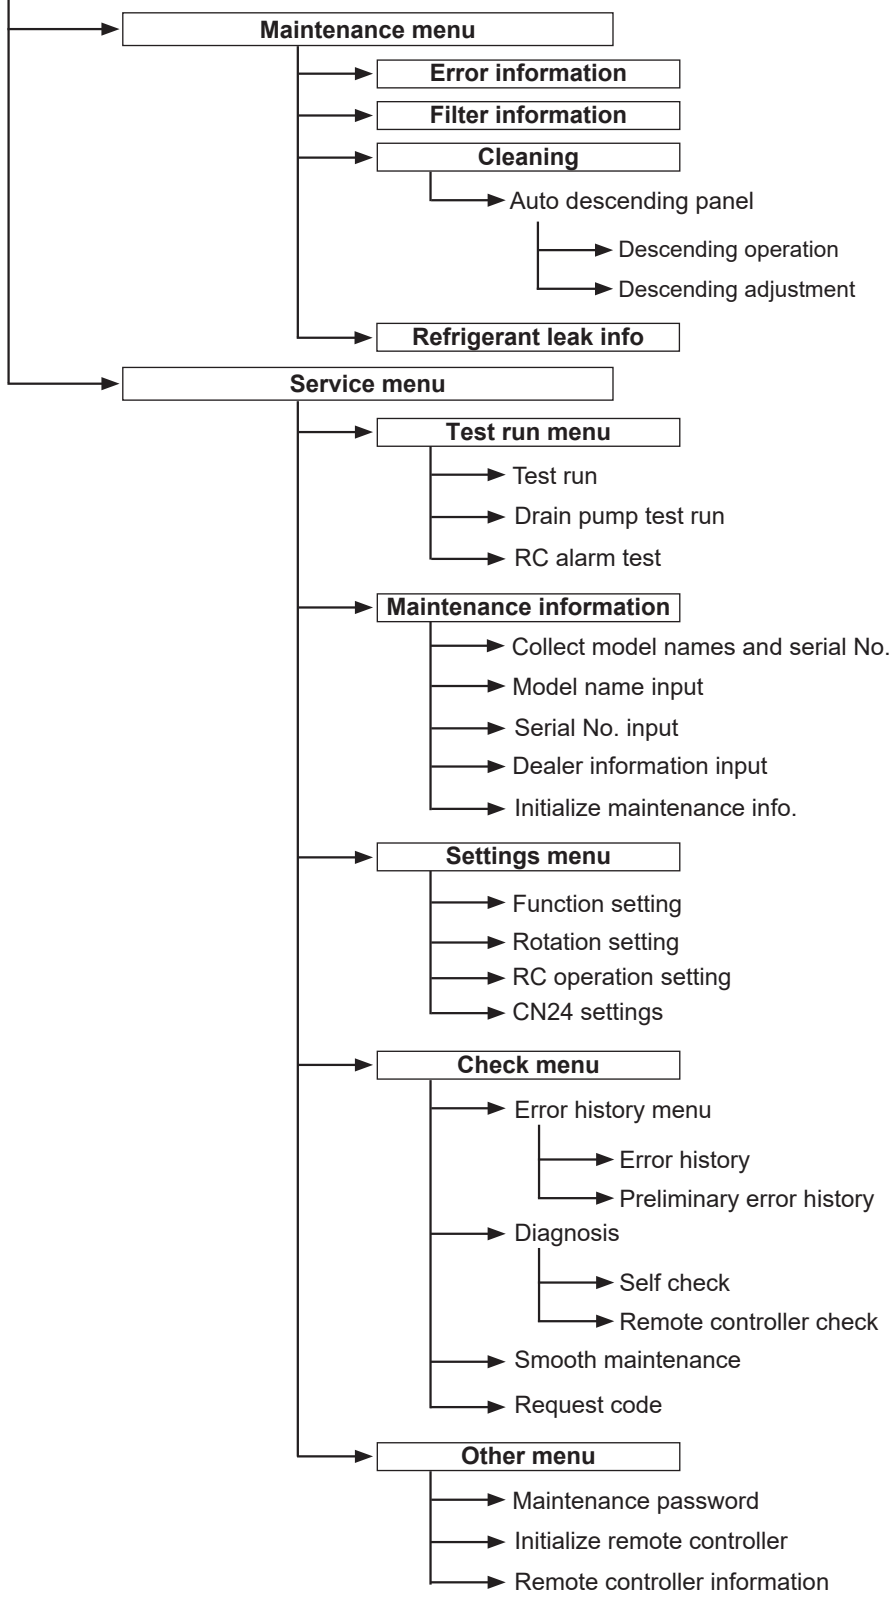 Maintenance menu
Error information
Filter information
Cleaning
Auto descending panel
Descending operation
Descending adjustment
Refrigerant leak info
Service menu
Test run menu
Test run
Drain pump test run
RC alarm test
Maintenance information
Collect model names and serial No.
Model name input
Serial No. input
Dealer information input
Initialize maintenance info.
Settings menu
Function setting
Rotation setting
RC operation setting
CN24 settings
Check menu
Error history menu
Error history
Preliminary error history
Diagnosis
Self check
Remote controller check
Smooth maintenance
Request code
Other menu
Maintenance password
Initialize remote controller
Remote controller information